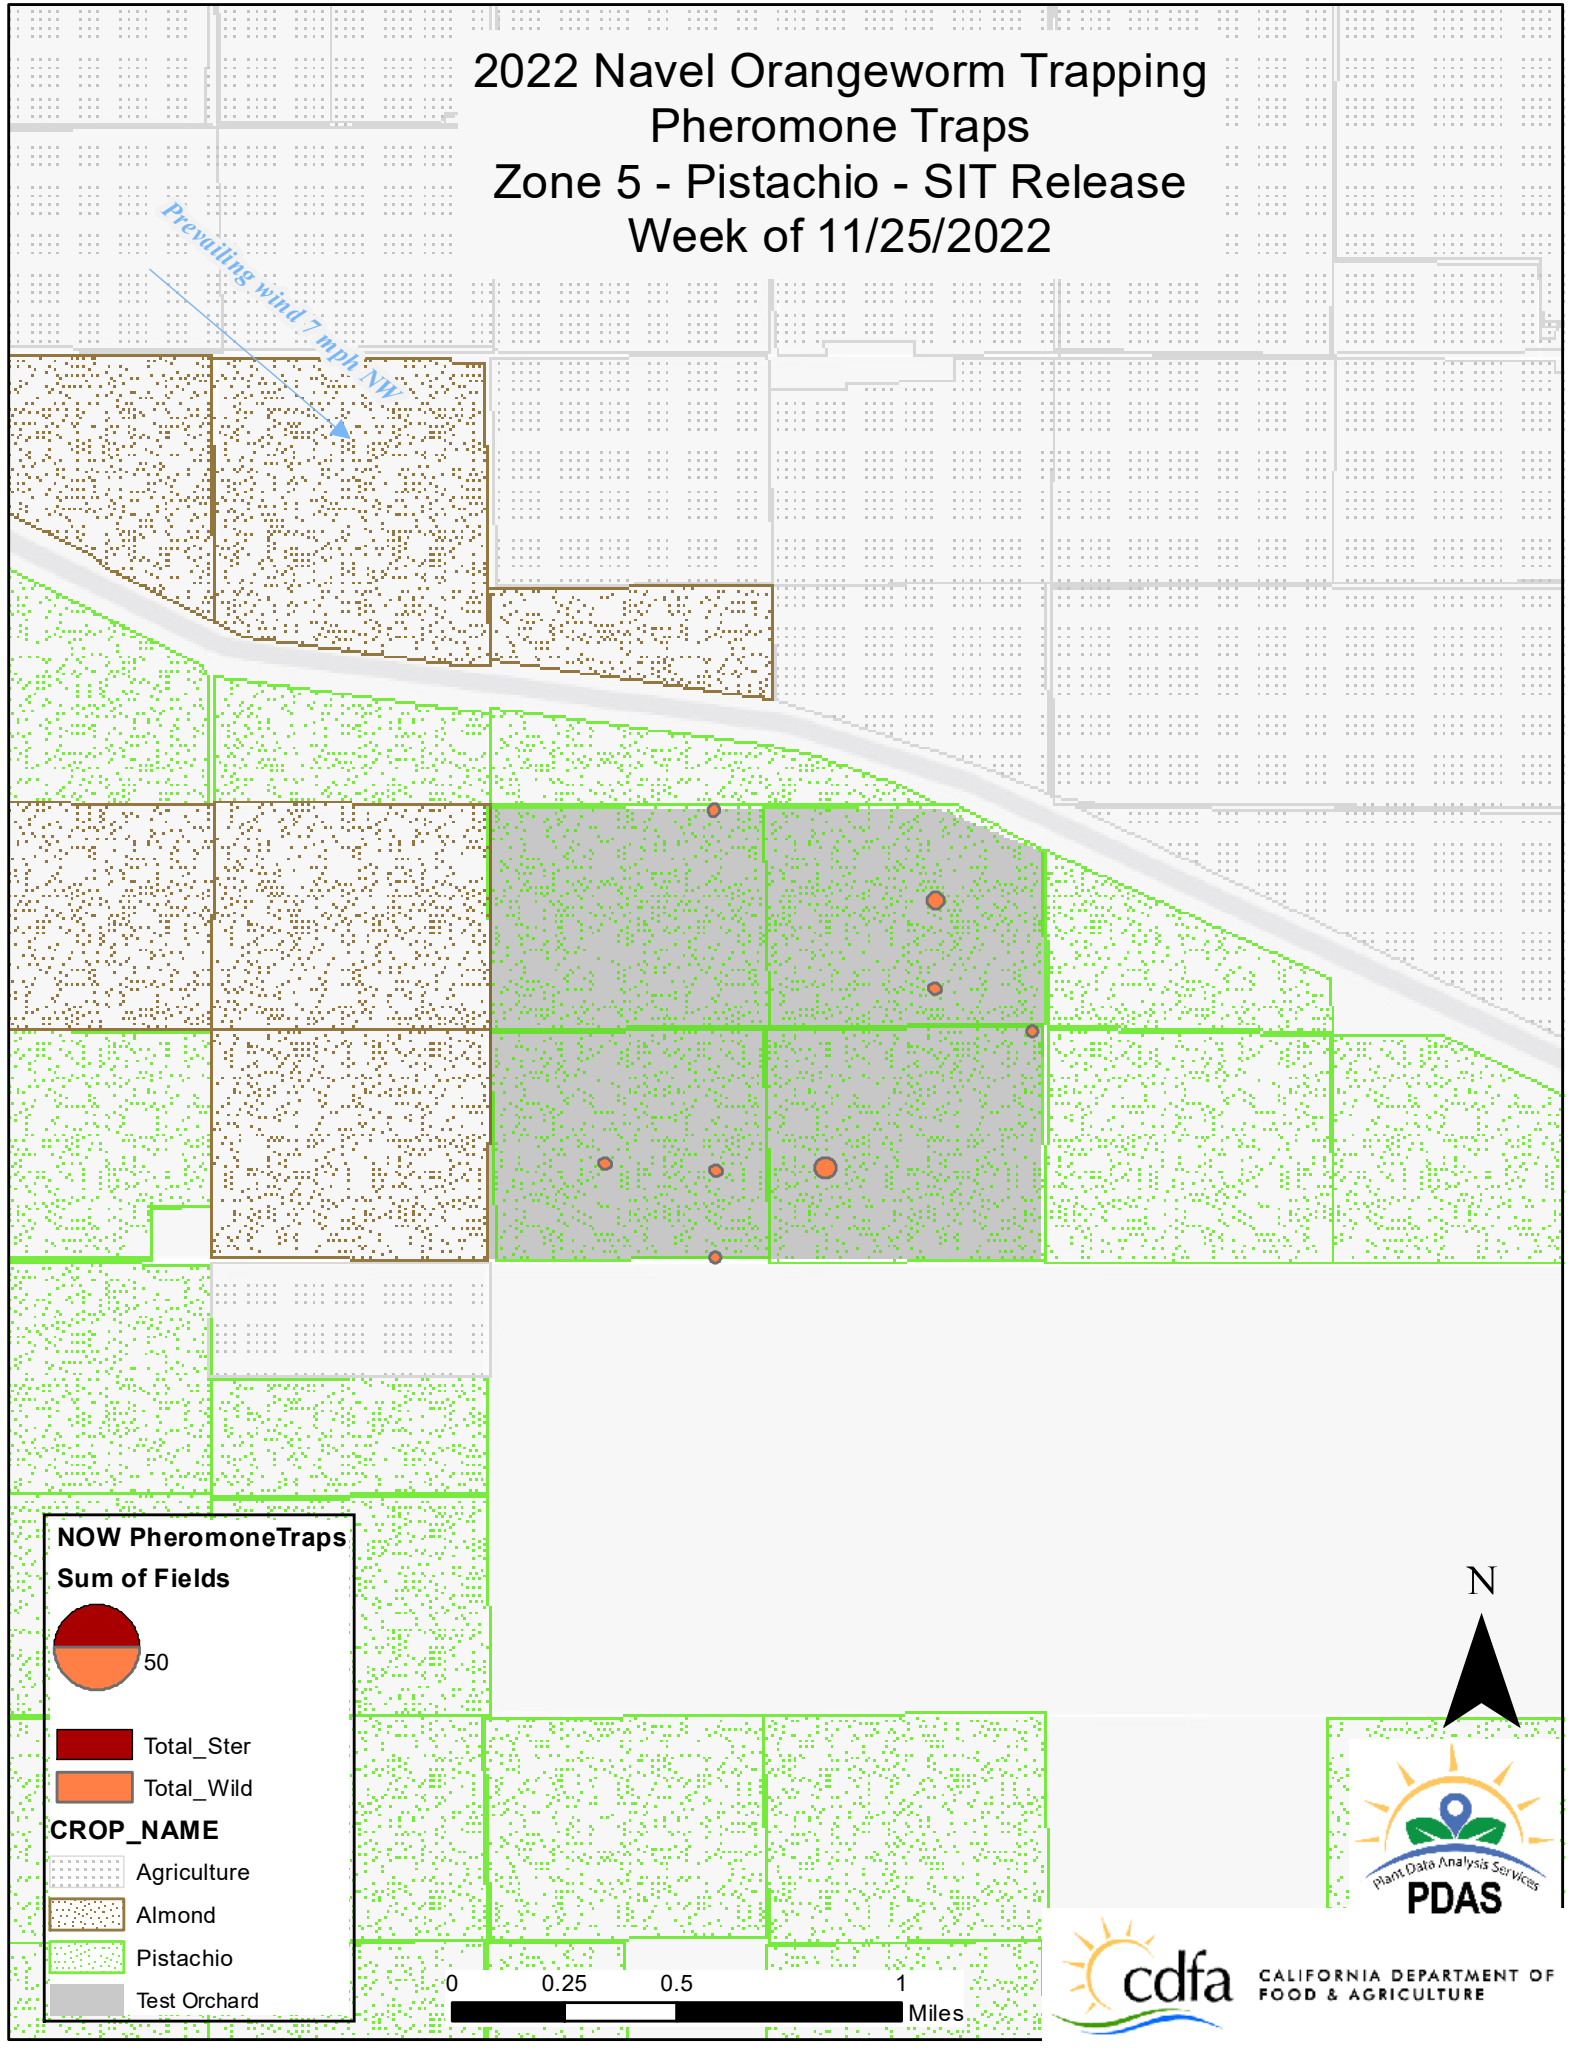 2022 Navel Orangeworm Trapping
Pheromone Traps
Zone 5 - Pistachio - SIT Release
Week of 11/25/2022
Prevailing wind 7 mph NW
NOW PheromoneTraps
Sum of Fields
50
Total_Ster
Total_Wild
CROP_NAME
Agriculture
Almond
Pistachio
Test Orchard
0 0.25 0.5 1
Miles
N
Plant Data Analysis Services
PDAS
cdfa
CALIFORNIA DEPARTMENT OF
FOOD & AGRICULTURE